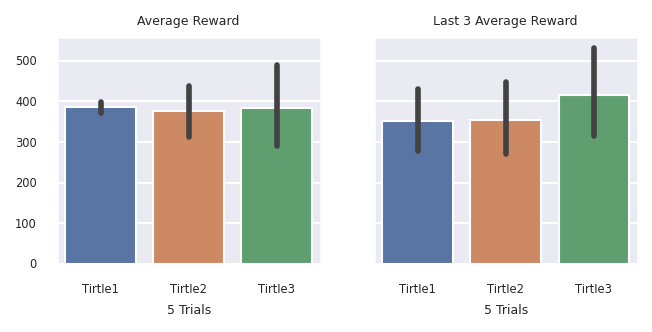 Average Reward
Last 3 Average Reward
500
400
300
200
100
0
Tirtle1 Tirtle2 Tirtle3
Tirtle1 Tirtle2 Tirtle3
5 Trials
5 Trials